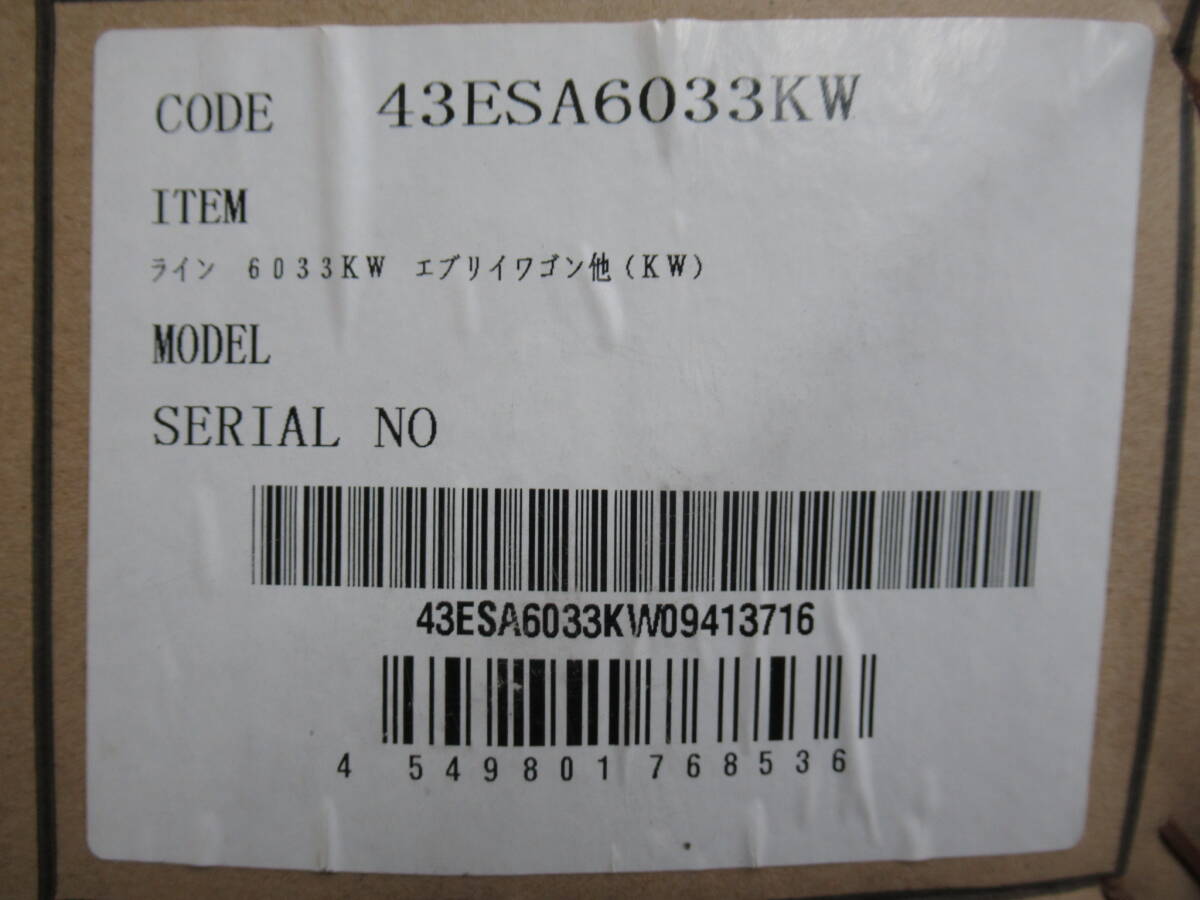 CODE 43ESA6033KW
ITEM
ライン 6033KW エブリイワゴン他(KW)
MODEL
SERIAL NO
43ESA6033KW09413716
4 549801 768536